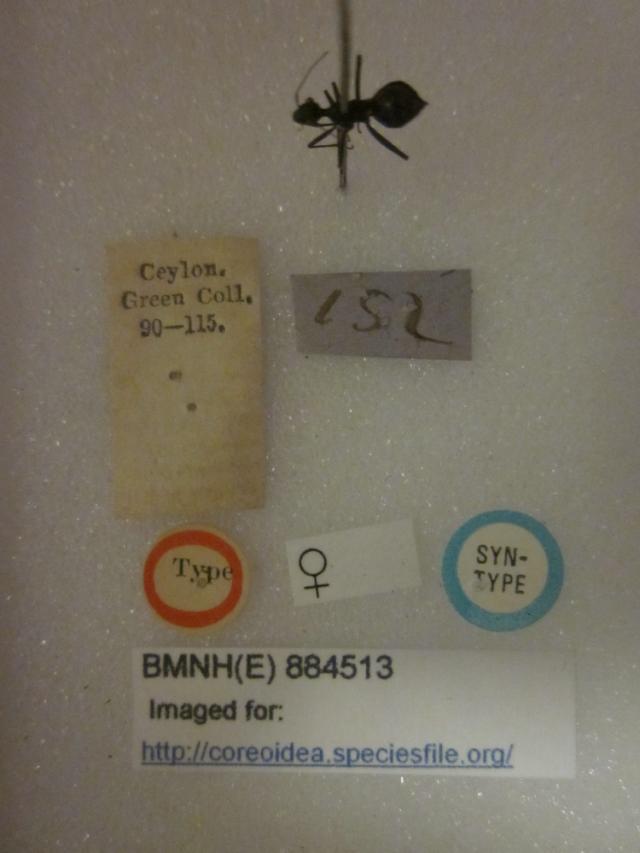 Ceylon.
Green Coll.
90—115.
152
Type
♀
SYN-
TYPE
BMNH(E) 884513
Imaged for:
http://coreoidea.speciesfile.org/